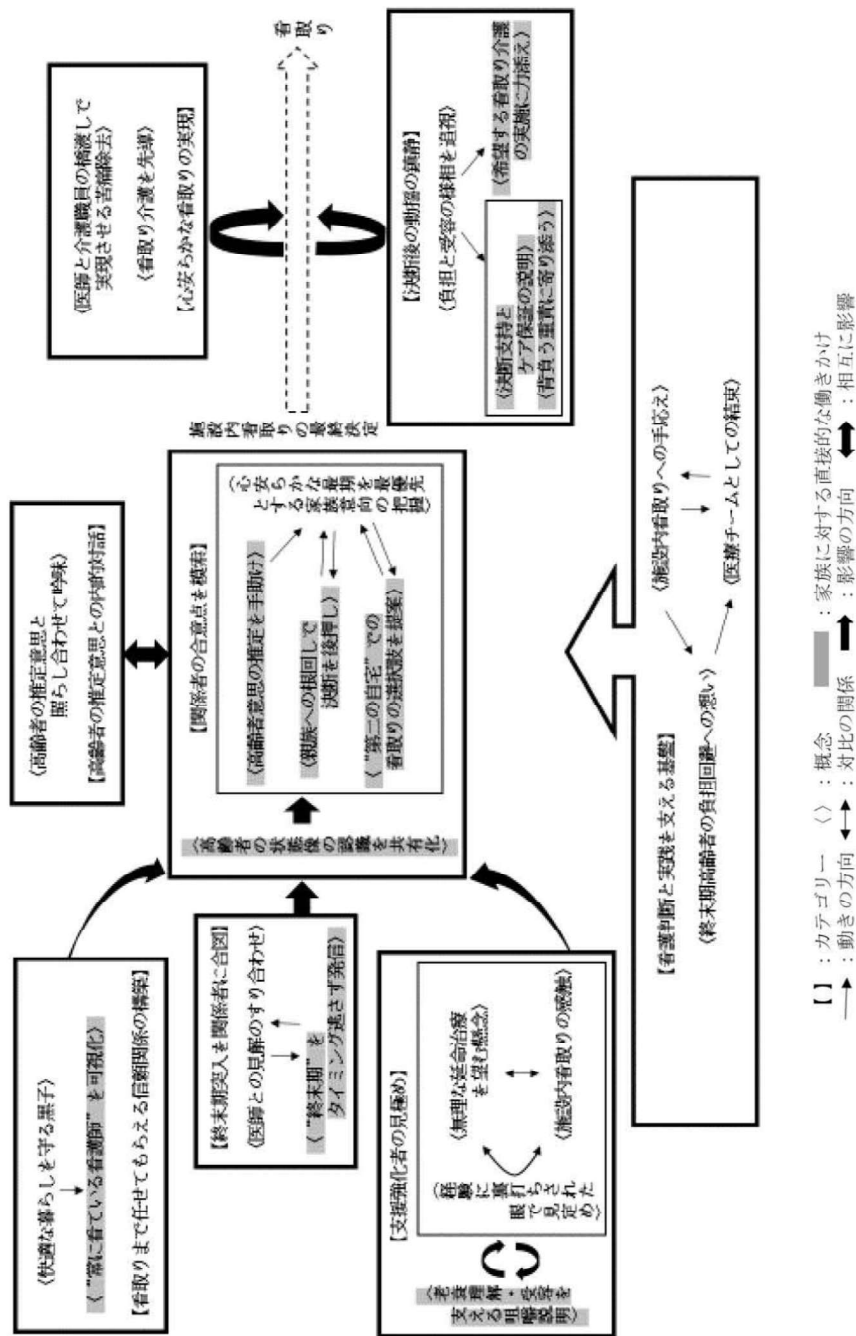 〈快適な暮らしを守る黒子〉
〈“常に看ている看護師”を可視化〉
【看取りまで任せてもらえる信頼関係の構築】
【終末期突入を関係者に合図】
〈医師との見解のすり合わせ〉
〈“終末期”を
タイミング逃さず発言〉
【支援強化者の見極め】
〈老衰理解・受容を
支える咀嚼説明〉
〈経験に裏打ちされた
眼で見定め〉
〈無理な延命治療
を望む懸念〉
〈施設内看取りの感触〉
〈高齢者の推定意思と
照らし合わせて吟味〉
【高齢者の推定意思との内的対話】
【関係者の合意点を模索】
〈高齢者の状態像の認識を共有化〉
〈高齢者意思の推定を手助け〉
〈親族への根回しで
決断を後押し〉
〈“第二の自宅”での
看取りの選択肢を提案〉
〈心安らかな最期を最優先
とする家族意向の把握〉
施設内看取りの最終決定
〈医師と介護職員の橋渡しで
実現させる苦痛除去〉
〈看取り介護を先導〉
【心安らかな看取りの実現】
看取り
【決断後の動揺の鎮静】
〈負担と受容の様相を追視〉
〈決断支持と
ケア保証の説明〉
〈背負う重責に寄り添う〉
〈希望する看取り介護
の実施に力添え〉
【看護判断と実践を支える基盤】
〈終末期高齢者の負担回避への想い〉
〈施設内看取りへの手応え〉
〈医療チームとしての結束〉
【 】：カテゴリー 〈 〉：概念 ：家族に対する直接的な働きかけ
：動きの方向 ：対比の関係 ：影響の方向 ：相互に影響